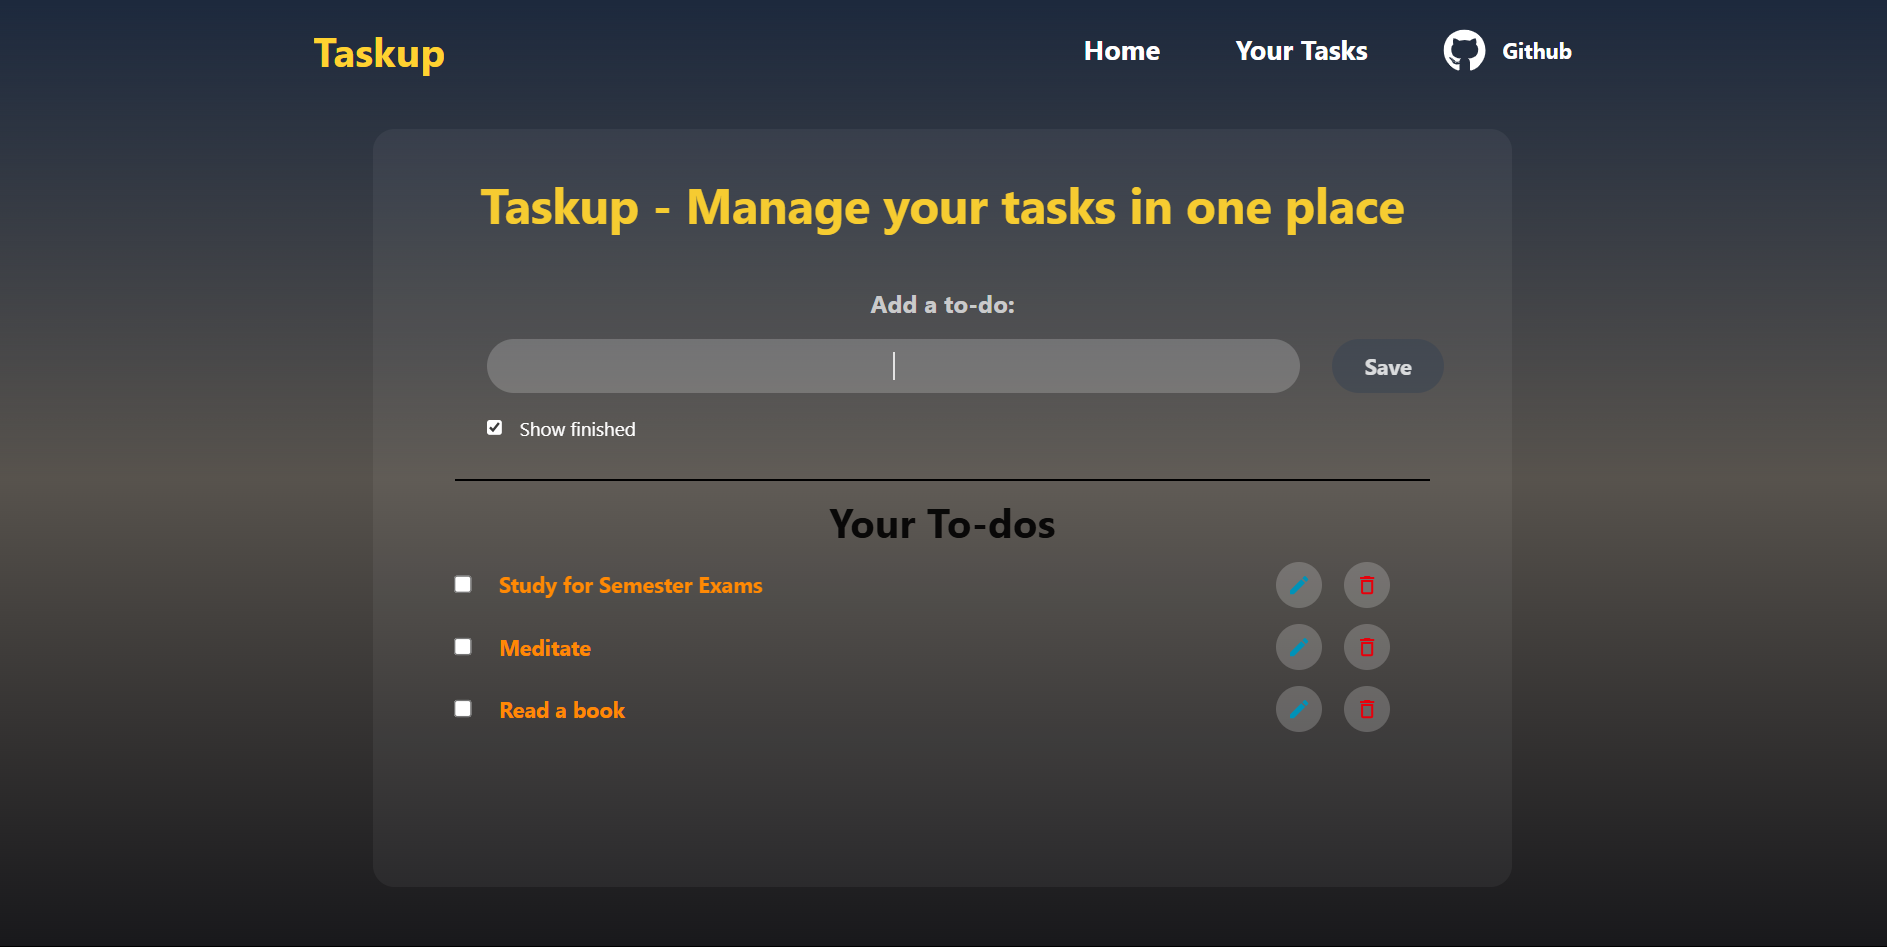 Taskup
Home
Your Tasks
Github
Taskup - Manage your tasks in one place
Add a to-do:
Save
Show finished
Your To-dos
Study for Semester Exams
Meditate
Read a book